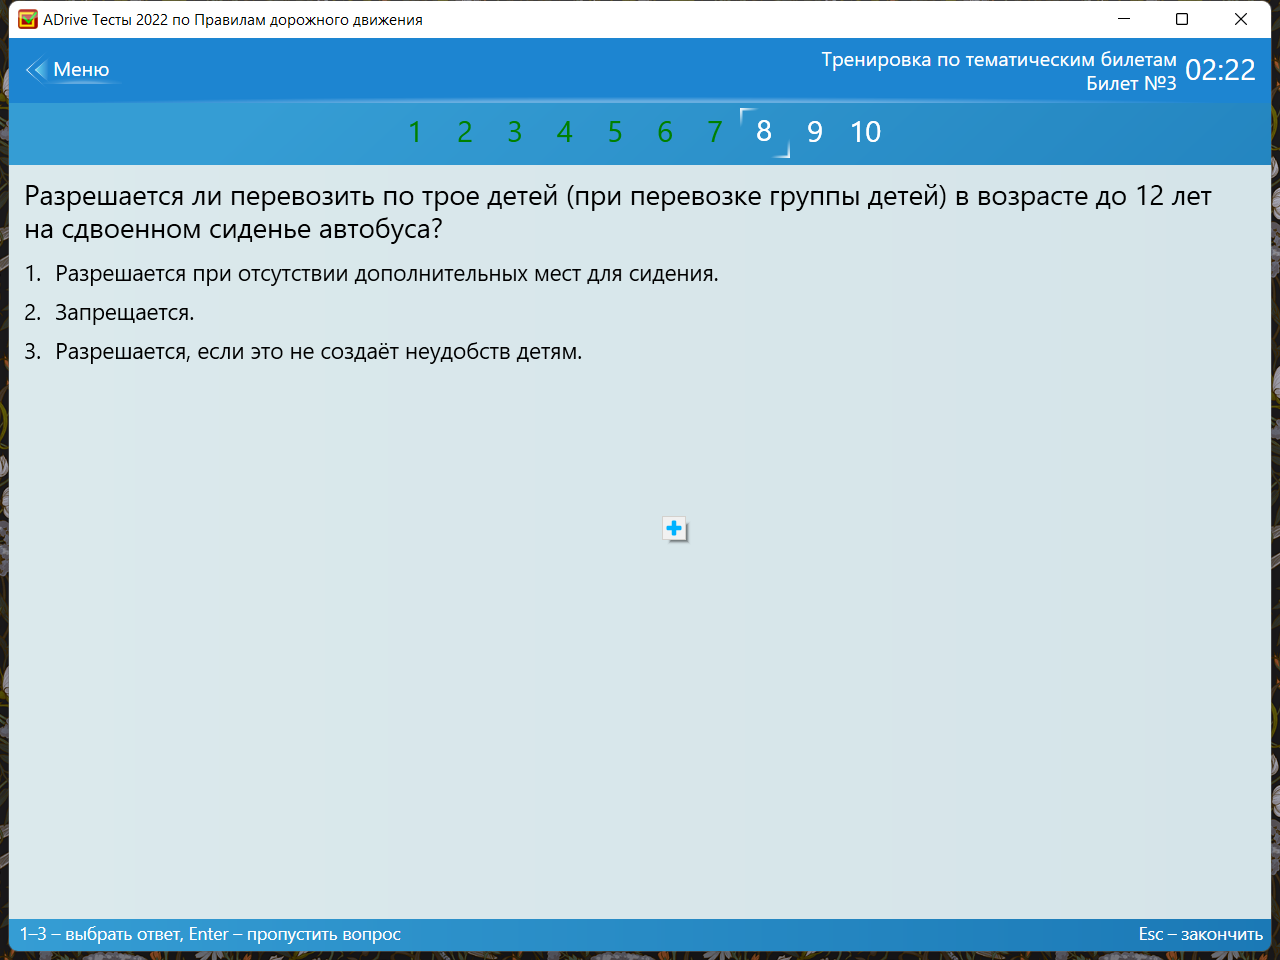 ADrive Тесты 2022 по Правилам дорожного движения
Меню
Тренировка по тематическим билетам
Билет №3
02:22
1 2 3 4 5 6 7 8 9 10
Разрешается ли перевозить по трое детей (при перевозке группы детей) в возрасте до 12 лет
на сдвоенном сиденье автобуса?
1. Разрешается при отсутствии дополнительных мест для сидения.
2. Запрещается.
3. Разрешается, если это не создаёт неудобств детям.
1–3 – выбрать ответ, Enter – пропустить вопрос
Esc – закончить